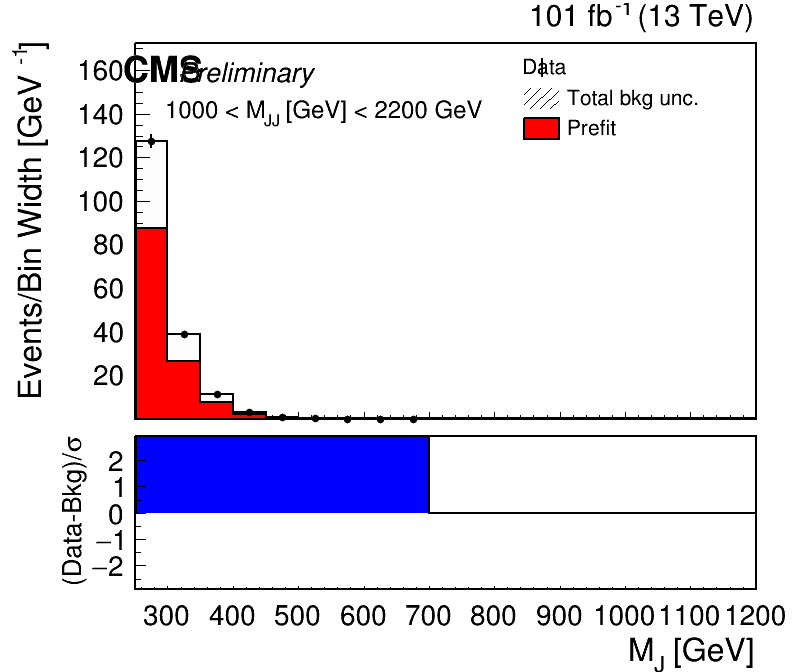 101 fb⁻¹ (13 TeV)
CMS Preliminary
1000 < M_JJ [GeV] < 2200 GeV
Data
Total bkg unc.
Prefit
Events/Bin Width [GeV⁻¹]
160
140
120
100
80
60
40
20
(Data-Bkg)/σ
2
1
0
−1
−2
300 400 500 600 700 800 900 1000 1100 1200
M_J [GeV]